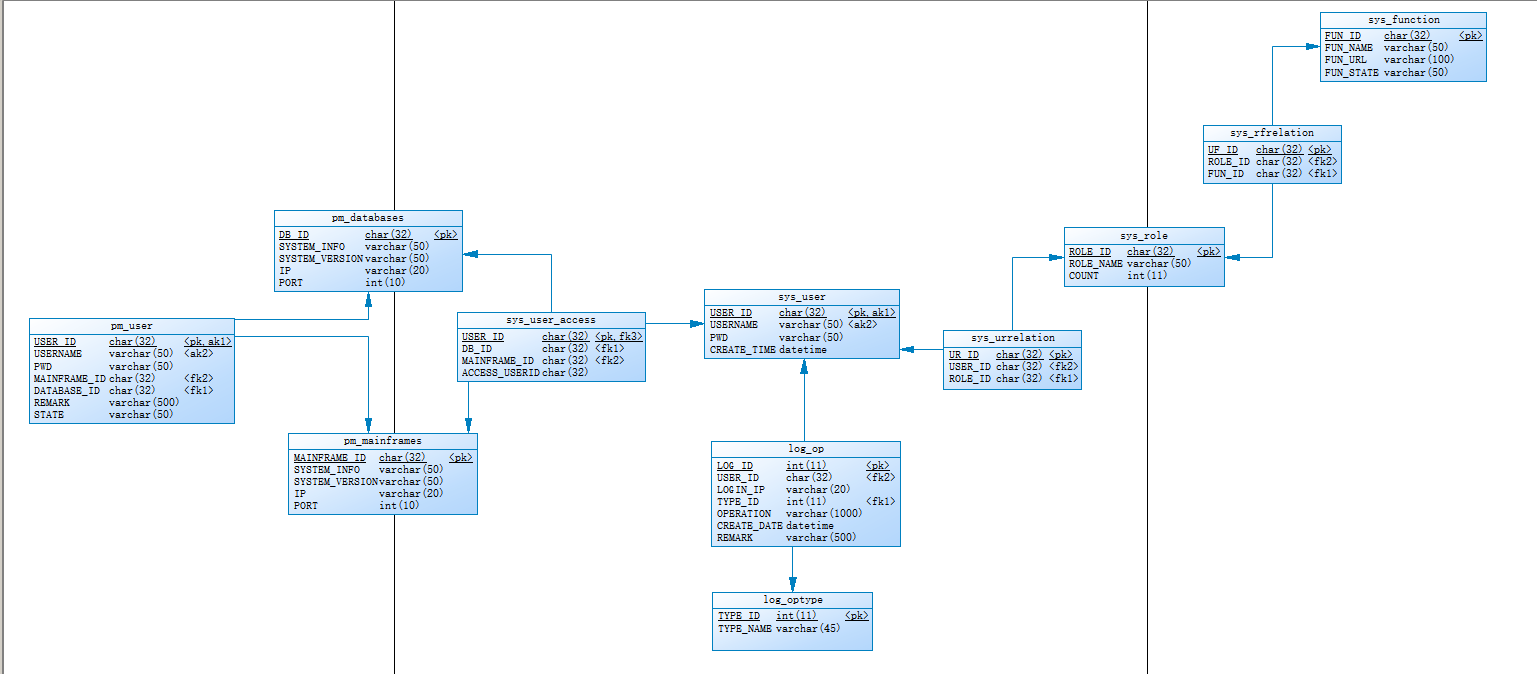 sys_function
FUN_ID char(32) <pk>
FUN_NAME varchar(50)
FUN_URL varchar(100)
FUN_STATE varchar(50)
sys_rfrelation
UF_ID char(32) <pk>
ROLE_ID char(32) <fk2>
FUN_ID char(32) <fk1>
pm_databases
DB_ID char(32) <pk>
SYSTEM_INFO varchar(50)
SYSTEM_VERSION varchar(50)
IP varchar(20)
PORT int(10)
sys_role
ROLE_ID char(32) <pk>
ROLE_NAME varchar(50)
COUNT int(11)
pm_user
USER_ID char(32) <pk,ak1>
USERNAME varchar(50) <ak2>
PWD varchar(50)
MAINFRAME_ID char(32) <fk2>
DATABASE_ID char(32) <fk1>
REMARK varchar(500)
STATE varchar(50)
sys_user_access
USER_ID char(32) <pk,fk3>
DB_ID char(32) <fk1>
MAINFRAME_ID char(32) <fk2>
ACCESS_USERID char(32)
sys_user
USER_ID char(32) <pk,ak1>
USERNAME varchar(50) <ak2>
PWD varchar(50)
CREATE_TIME datetime
sys_urrelation
UR_ID char(32) <pk>
USER_ID char(32) <fk2>
ROLE_ID char(32) <fk1>
pm_mainframes
MAINFRAME_ID char(32) <pk>
SYSTEM_INFO varchar(50)
SYSTEM_VERSION varchar(50)
IP varchar(20)
PORT int(10)
log_op
LOG_ID int(11) <pk>
USER_ID char(32) <fk2>
LOGIN_IP varchar(20)
TYPE_ID int(11) <fk1>
OPERATION varchar(1000)
CREATE_DATE datetime
REMARK varchar(500)
log_optype
TYPE_ID int(11) <pk>
TYPE_NAME varchar(45)